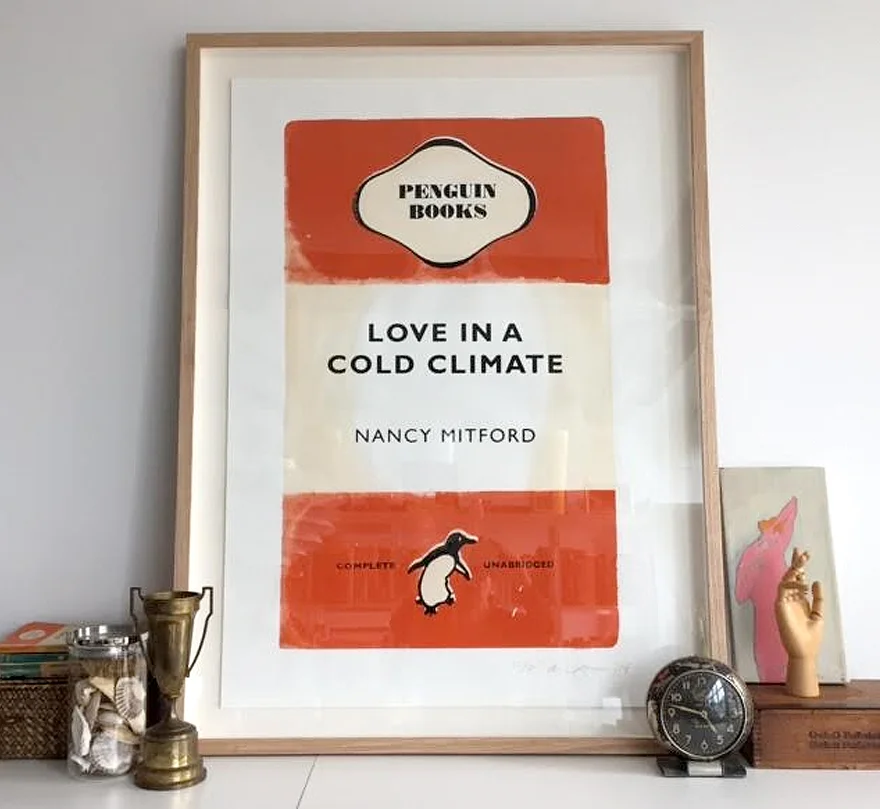 PENGUIN
BOOKS
LOVE IN A
COLD CLIMATE
NANCY MITFORD
COMPLETE
UNABRIDGED